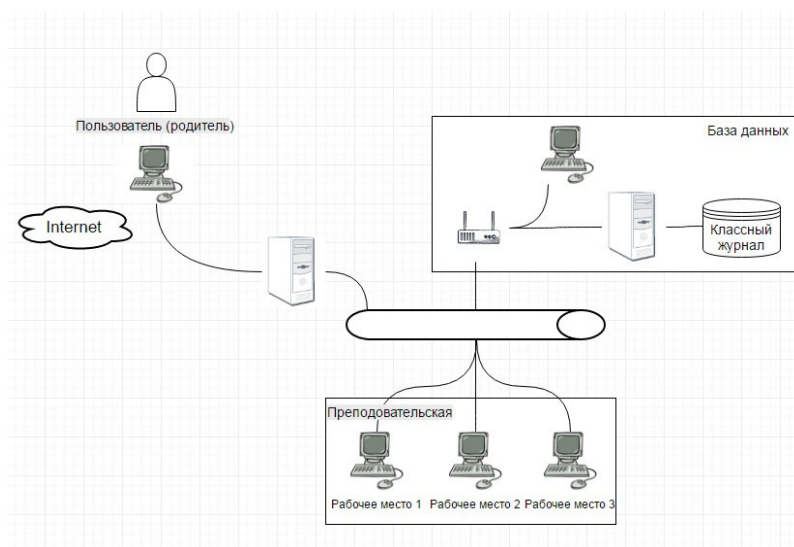 Пользователь (родитель)
База данных
Internet
Классный
журнал
Преподовательская
Рабочее место 1
Рабочее место 2
Рабочее место 3